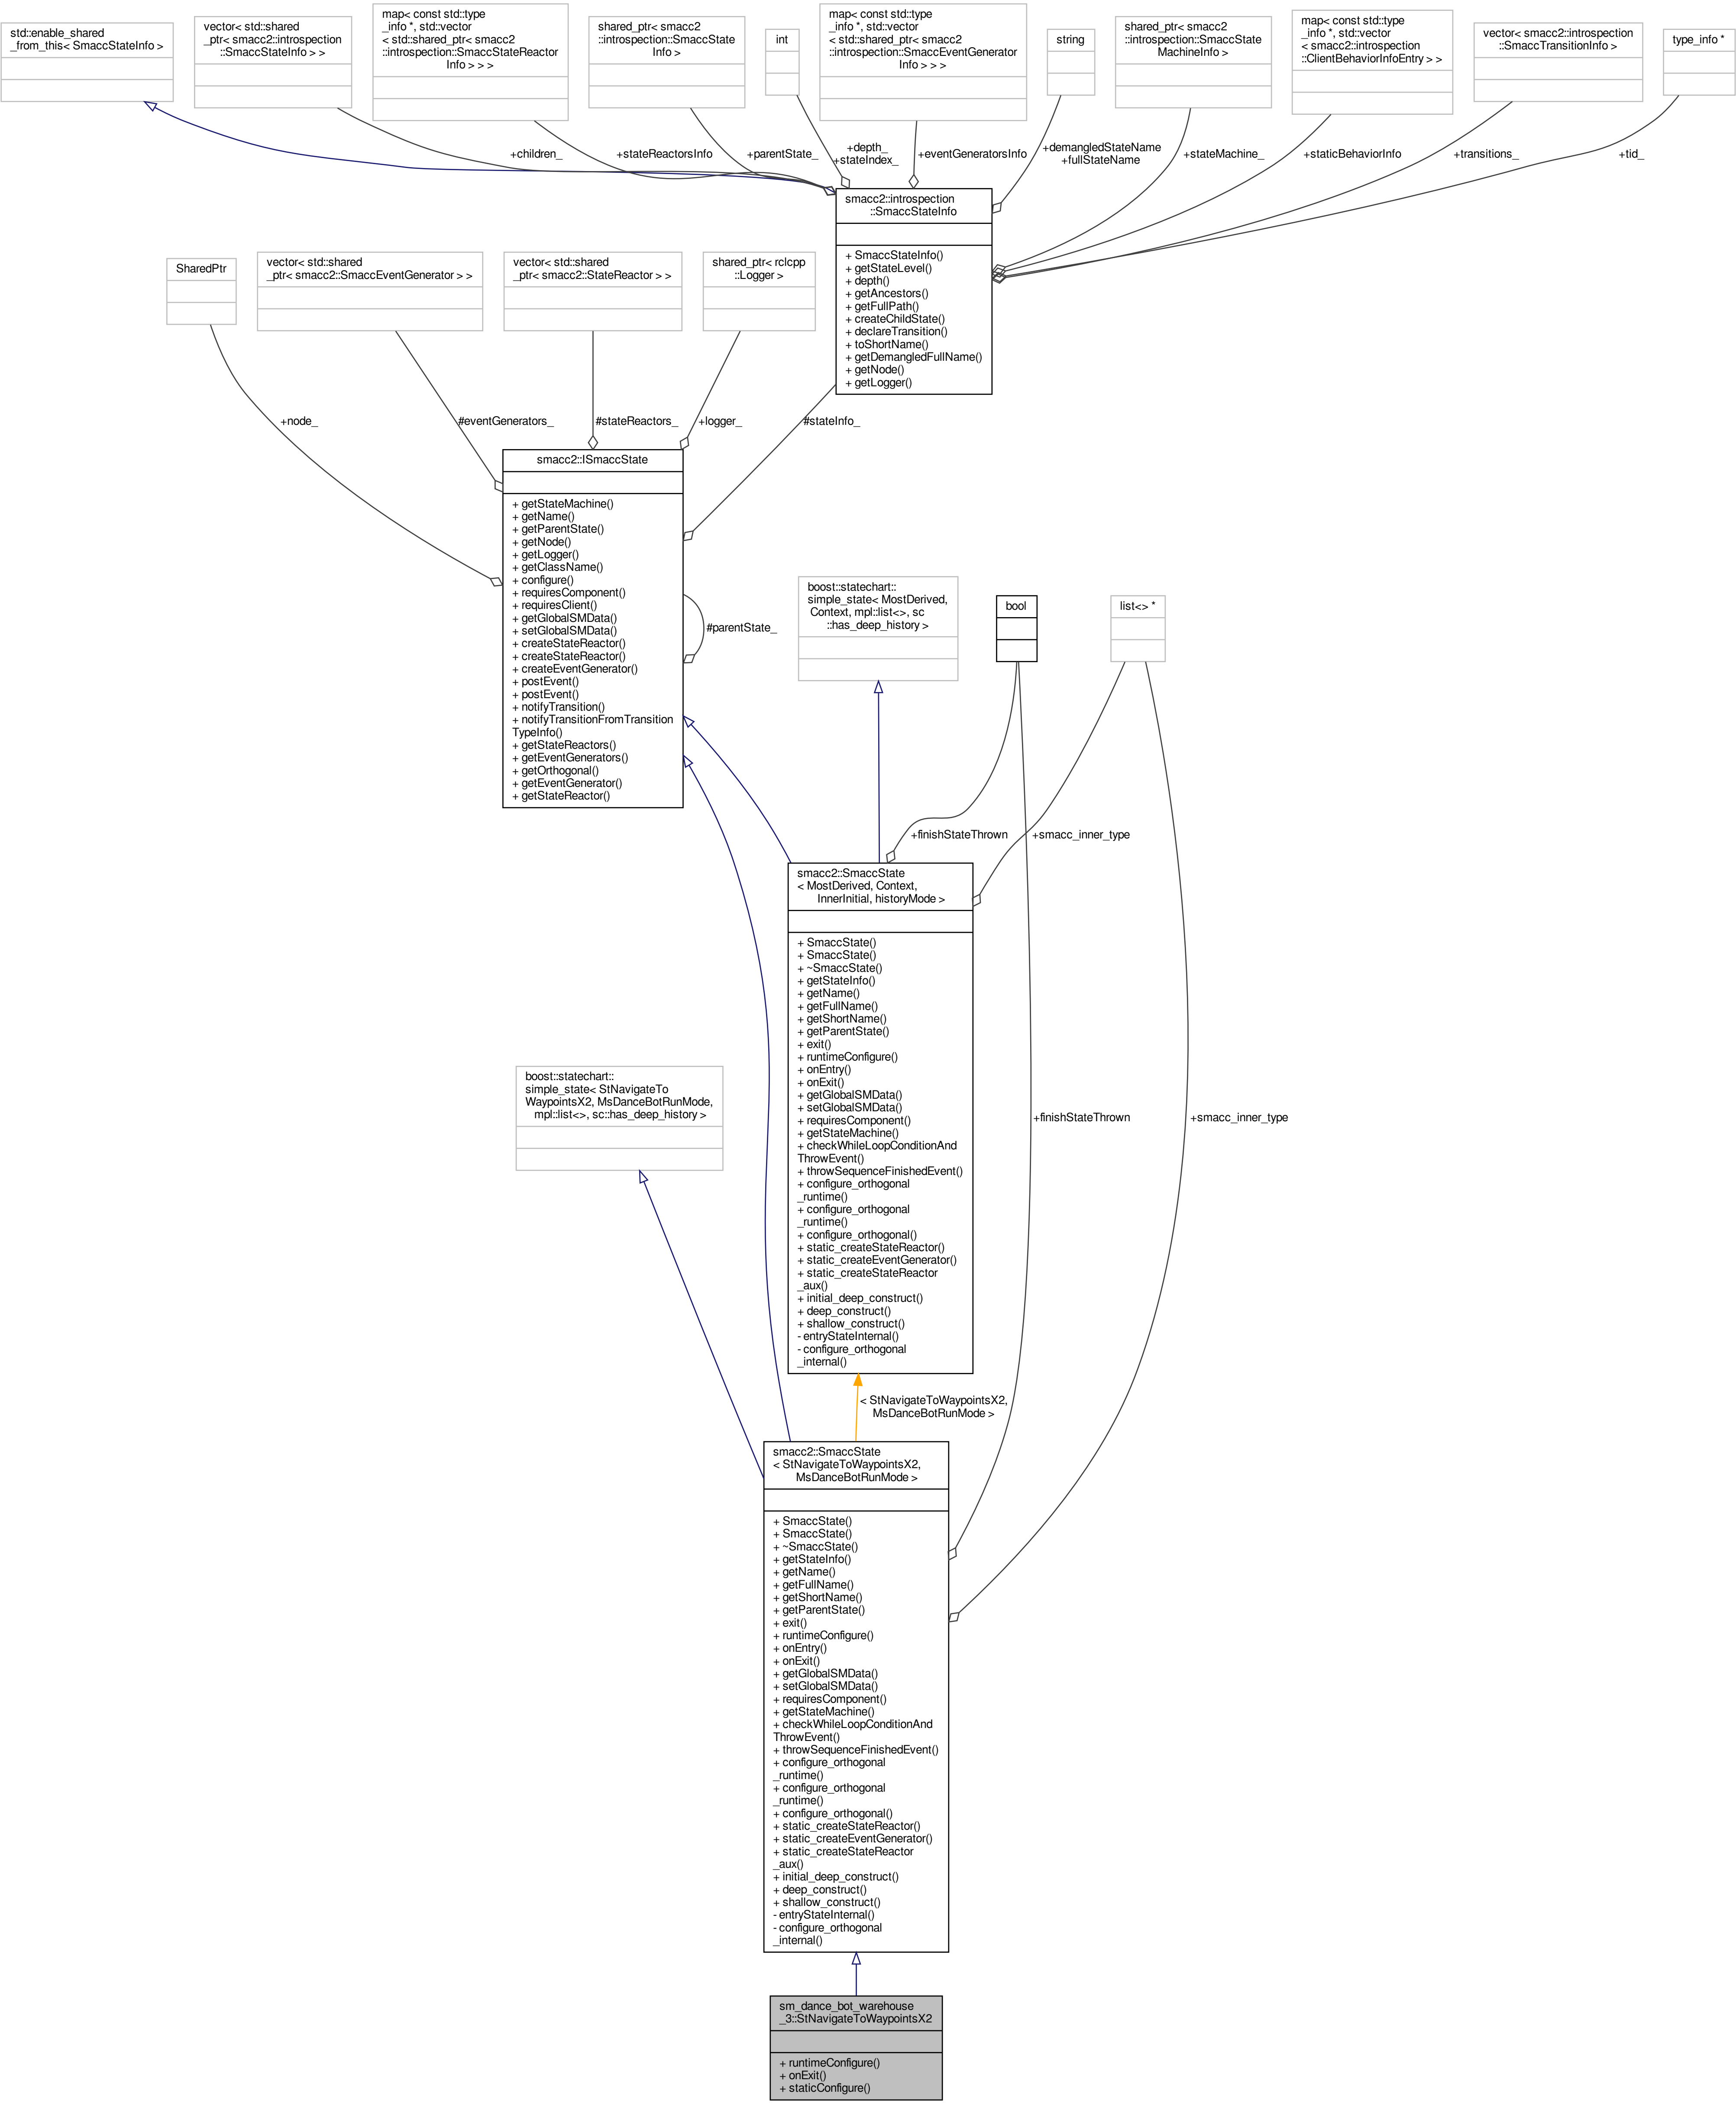 std::enable_shared
_from_this< SmaccStateInfo >
vector< std::shared
_ptr< smacc2::introspection
::SmaccStateInfo > >
map< const std::type
_info *, std::vector
< std::shared_ptr< smacc2
::introspection::SmaccStateReactor
Info > > >
shared_ptr< smacc2
::introspection::SmaccState
Info >
int
map< const std::type
_info *, std::vector
< std::shared_ptr< smacc2
::introspection::SmaccEventGenerator
Info > > >
string
shared_ptr< smacc2
::introspection::SmaccState
MachineInfo >
map< const std::type
_info *, std::vector
< smacc2::introspection
::ClientBehaviorInfoEntry > >
vector< smacc2::introspection
::SmaccTransitionInfo >
type_info *
+children_
+stateReactorsInfo
+parentState_
+depth_
+stateIndex_
+eventGeneratorsInfo
+demangledStateName
+fullStateName
+stateMachine_
+staticBehaviorInfo
+transitions_
+tid_
smacc2::introspection
::SmaccStateInfo
+ SmaccStateInfo()
+ getStateLevel()
+ depth()
+ getAncestors()
+ getFullPath()
+ createChildState()
+ declareTransition()
+ toShortName()
+ getDemangledFullName()
+ getNode()
+ getLogger()
SharedPtr
vector< std::shared
_ptr< smacc2::SmaccEventGenerator > >
vector< std::shared
_ptr< smacc2::StateReactor > >
shared_ptr< rclcpp
::Logger >
+node_
#eventGenerators_
#stateReactors_
+logger_
#stateInfo_
smacc2::ISmaccState
+ getStateMachine()
+ getName()
+ getParentState()
+ getNode()
+ getLogger()
+ getClassName()
+ configure()
+ requiresComponent()
+ requiresClient()
+ getGlobalSMData()
+ setGlobalSMData()
+ createStateReactor()
+ createStateReactor()
+ createEventGenerator()
+ postEvent()
+ postEvent()
+ notifyTransition()
+ notifyTransitionFromTransition
TypeInfo()
+ getStateReactors()
+ getEventGenerators()
+ getOrthogonal()
+ getEventGenerator()
+ getStateReactor()
#parentState_
boost::statechart::
simple_state< MostDerived,
Context, mpl::list<>, sc
::has_deep_history >
bool
list<> *
+finishStateThrown
+smacc_inner_type
smacc2::SmaccState
< MostDerived, Context,
InnerInitial, historyMode >
+ SmaccState()
+ SmaccState()
+ ~SmaccState()
+ getStateInfo()
+ getName()
+ getFullName()
+ getShortName()
+ getParentState()
+ exit()
+ runtimeConfigure()
+ onEntry()
+ onExit()
+ getGlobalSMData()
+ setGlobalSMData()
+ requiresComponent()
+ getStateMachine()
+ checkWhileLoopConditionAnd
ThrowEvent()
+ throwSequenceFinishedEvent()
+ configure_orthogonal
_runtime()
+ configure_orthogonal
_runtime()
+ configure_orthogonal()
+ static_createStateReactor()
+ static_createEventGenerator()
+ static_createStateReactor
_aux()
+ initial_deep_construct()
+ deep_construct()
+ shallow_construct()
- entryStateInternal()
- configure_orthogonal
_internal()
boost::statechart::
simple_state< StNavigateTo
WaypointsX2, MsDanceBotRunMode,
mpl::list<>, sc::has_deep_history >
+finishStateThrown
+smacc_inner_type
< StNavigateToWaypointsX2,
MsDanceBotRunMode >
smacc2::SmaccState
< StNavigateToWaypointsX2,
MsDanceBotRunMode >
+ SmaccState()
+ SmaccState()
+ ~SmaccState()
+ getStateInfo()
+ getName()
+ getFullName()
+ getShortName()
+ getParentState()
+ exit()
+ runtimeConfigure()
+ onEntry()
+ onExit()
+ getGlobalSMData()
+ setGlobalSMData()
+ requiresComponent()
+ getStateMachine()
+ checkWhileLoopConditionAnd
ThrowEvent()
+ throwSequenceFinishedEvent()
+ configure_orthogonal
_runtime()
+ configure_orthogonal
_runtime()
+ configure_orthogonal()
+ static_createStateReactor()
+ static_createEventGenerator()
+ static_createStateReactor
_aux()
+ initial_deep_construct()
+ deep_construct()
+ shallow_construct()
- entryStateInternal()
- configure_orthogonal
_internal()
sm_dance_bot_warehouse
_3::StNavigateToWaypointsX2
+ runtimeConfigure()
+ onExit()
+ staticConfigure()